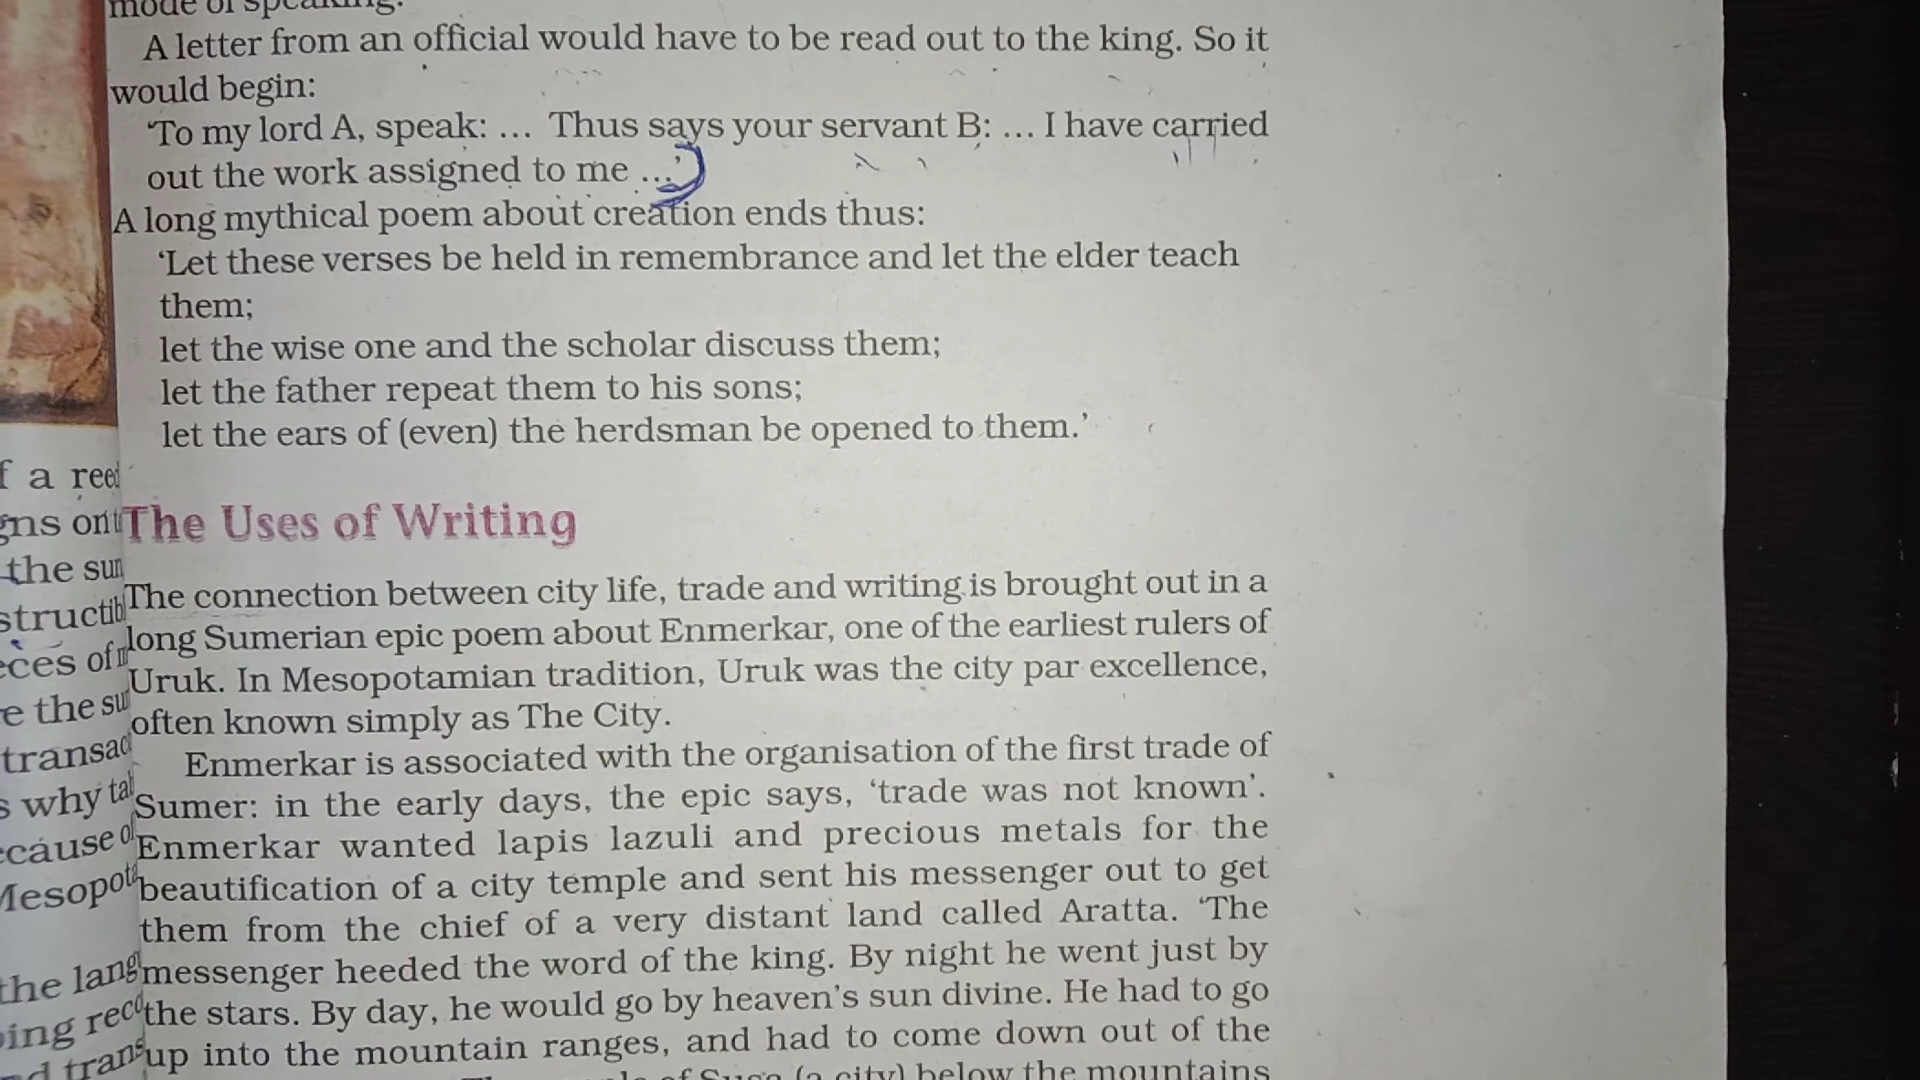 mode of speaking.
A letter from an official would have to be read out to the king. So it
would begin:
‘To my lord A, speak: ... Thus says your servant B: ... I have carried
out the work assigned to me ...’
A long mythical poem about creation ends thus:
‘Let these verses be held in remembrance and let the elder teach
them;
let the wise one and the scholar discuss them;
let the father repeat them to his sons;
let the ears of (even) the herdsman be opened to them.’
The Uses of Writing
The connection between city life, trade and writing is brought out in a
long Sumerian epic poem about Enmerkar, one of the earliest rulers of
Uruk. In Mesopotamian tradition, Uruk was the city par excellence,
often known simply as The City.
Enmerkar is associated with the organisation of the first trade of
Sumer: in the early days, the epic says, ‘trade was not known’.
Enmerkar wanted lapis lazuli and precious metals for the
beautification of a city temple and sent his messenger out to get
them from the chief of a very distant land called Aratta. ‘The
messenger heeded the word of the king. By night he went just by
the stars. By day, he would go by heaven’s sun divine. He had to go
up into the mountain ranges, and had to come down out of the
of Susa (a city) below the mountains
f a reed
gns on
the sun
struct
ces of
e the su
transac
s why ta
cause o
Mesopot
the lang
ing rec
d trans